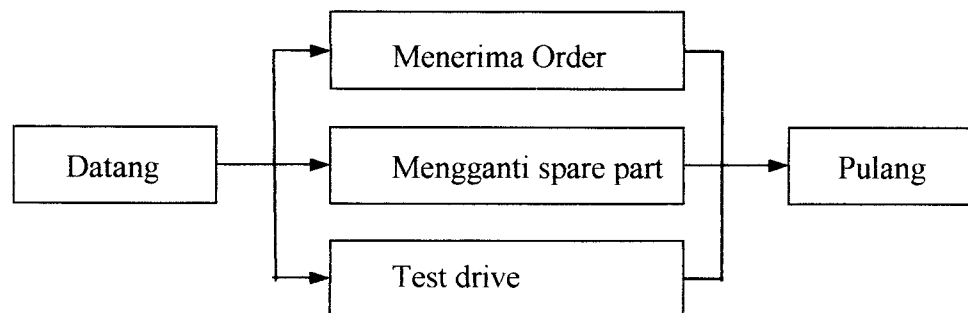 Menerima Order
Datang
Mengganti spare part
Pulang
Test drive